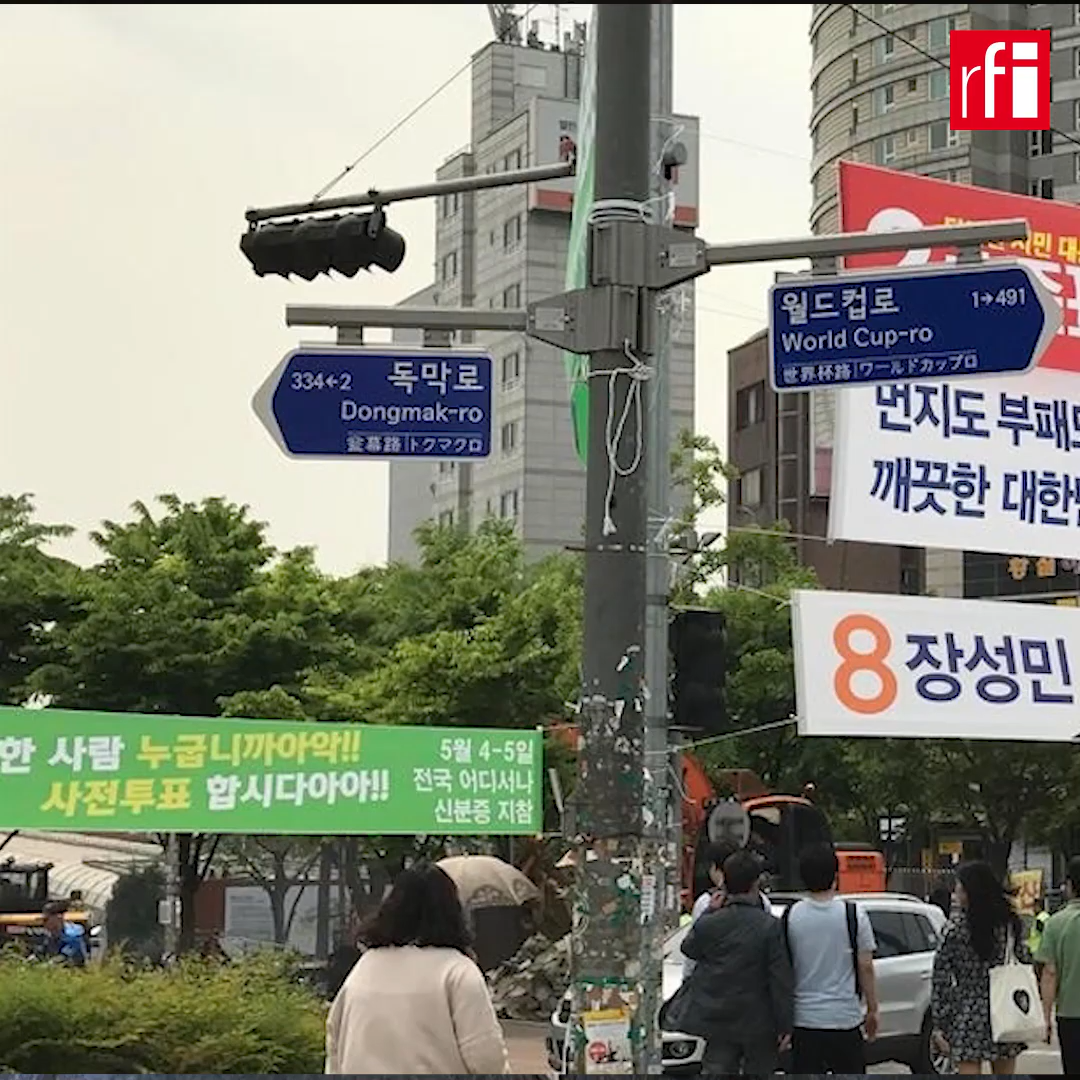 rfi
월드컵로 1→491
World Cup-ro
世界杯路|ワールドカップロ
334←2 독막로
Dongmak-ro
トクマクロ
먼지도 부패
깨끗한 대한
8 장성민
한 사람 누굽니까아악!!
사전투표 합시다아아!!
5월 4-5일
전국 어디서나
신분증 지참